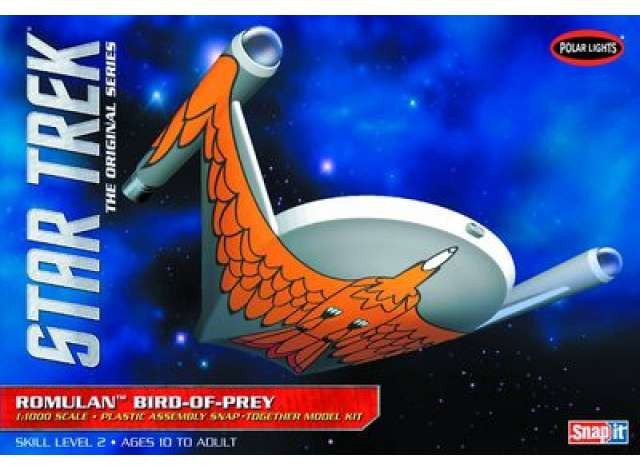 STAR TREK
THE ORIGINAL SERIES
POLAR LIGHTS
ROMULAN™ BIRD-OF-PREY
1:1000 SCALE • PLASTIC ASSEMBLY SNAP-TOGETHER MODEL KIT
SKILL LEVEL 2 • AGES 10 TO ADULT
Snap it